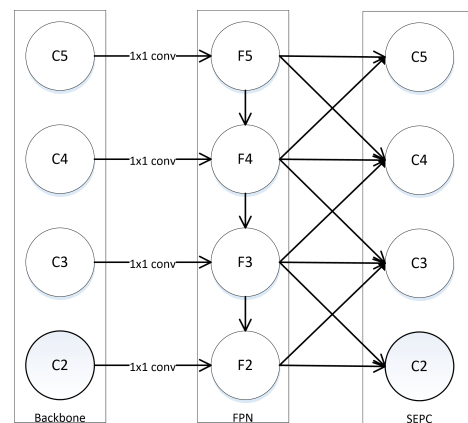 C5 1x1 conv F5 C5
C4 1x1 conv F4 C4
C3 1x1 conv F3 C3
C2 1x1 conv F2 C2
Backbone FPN SEPC